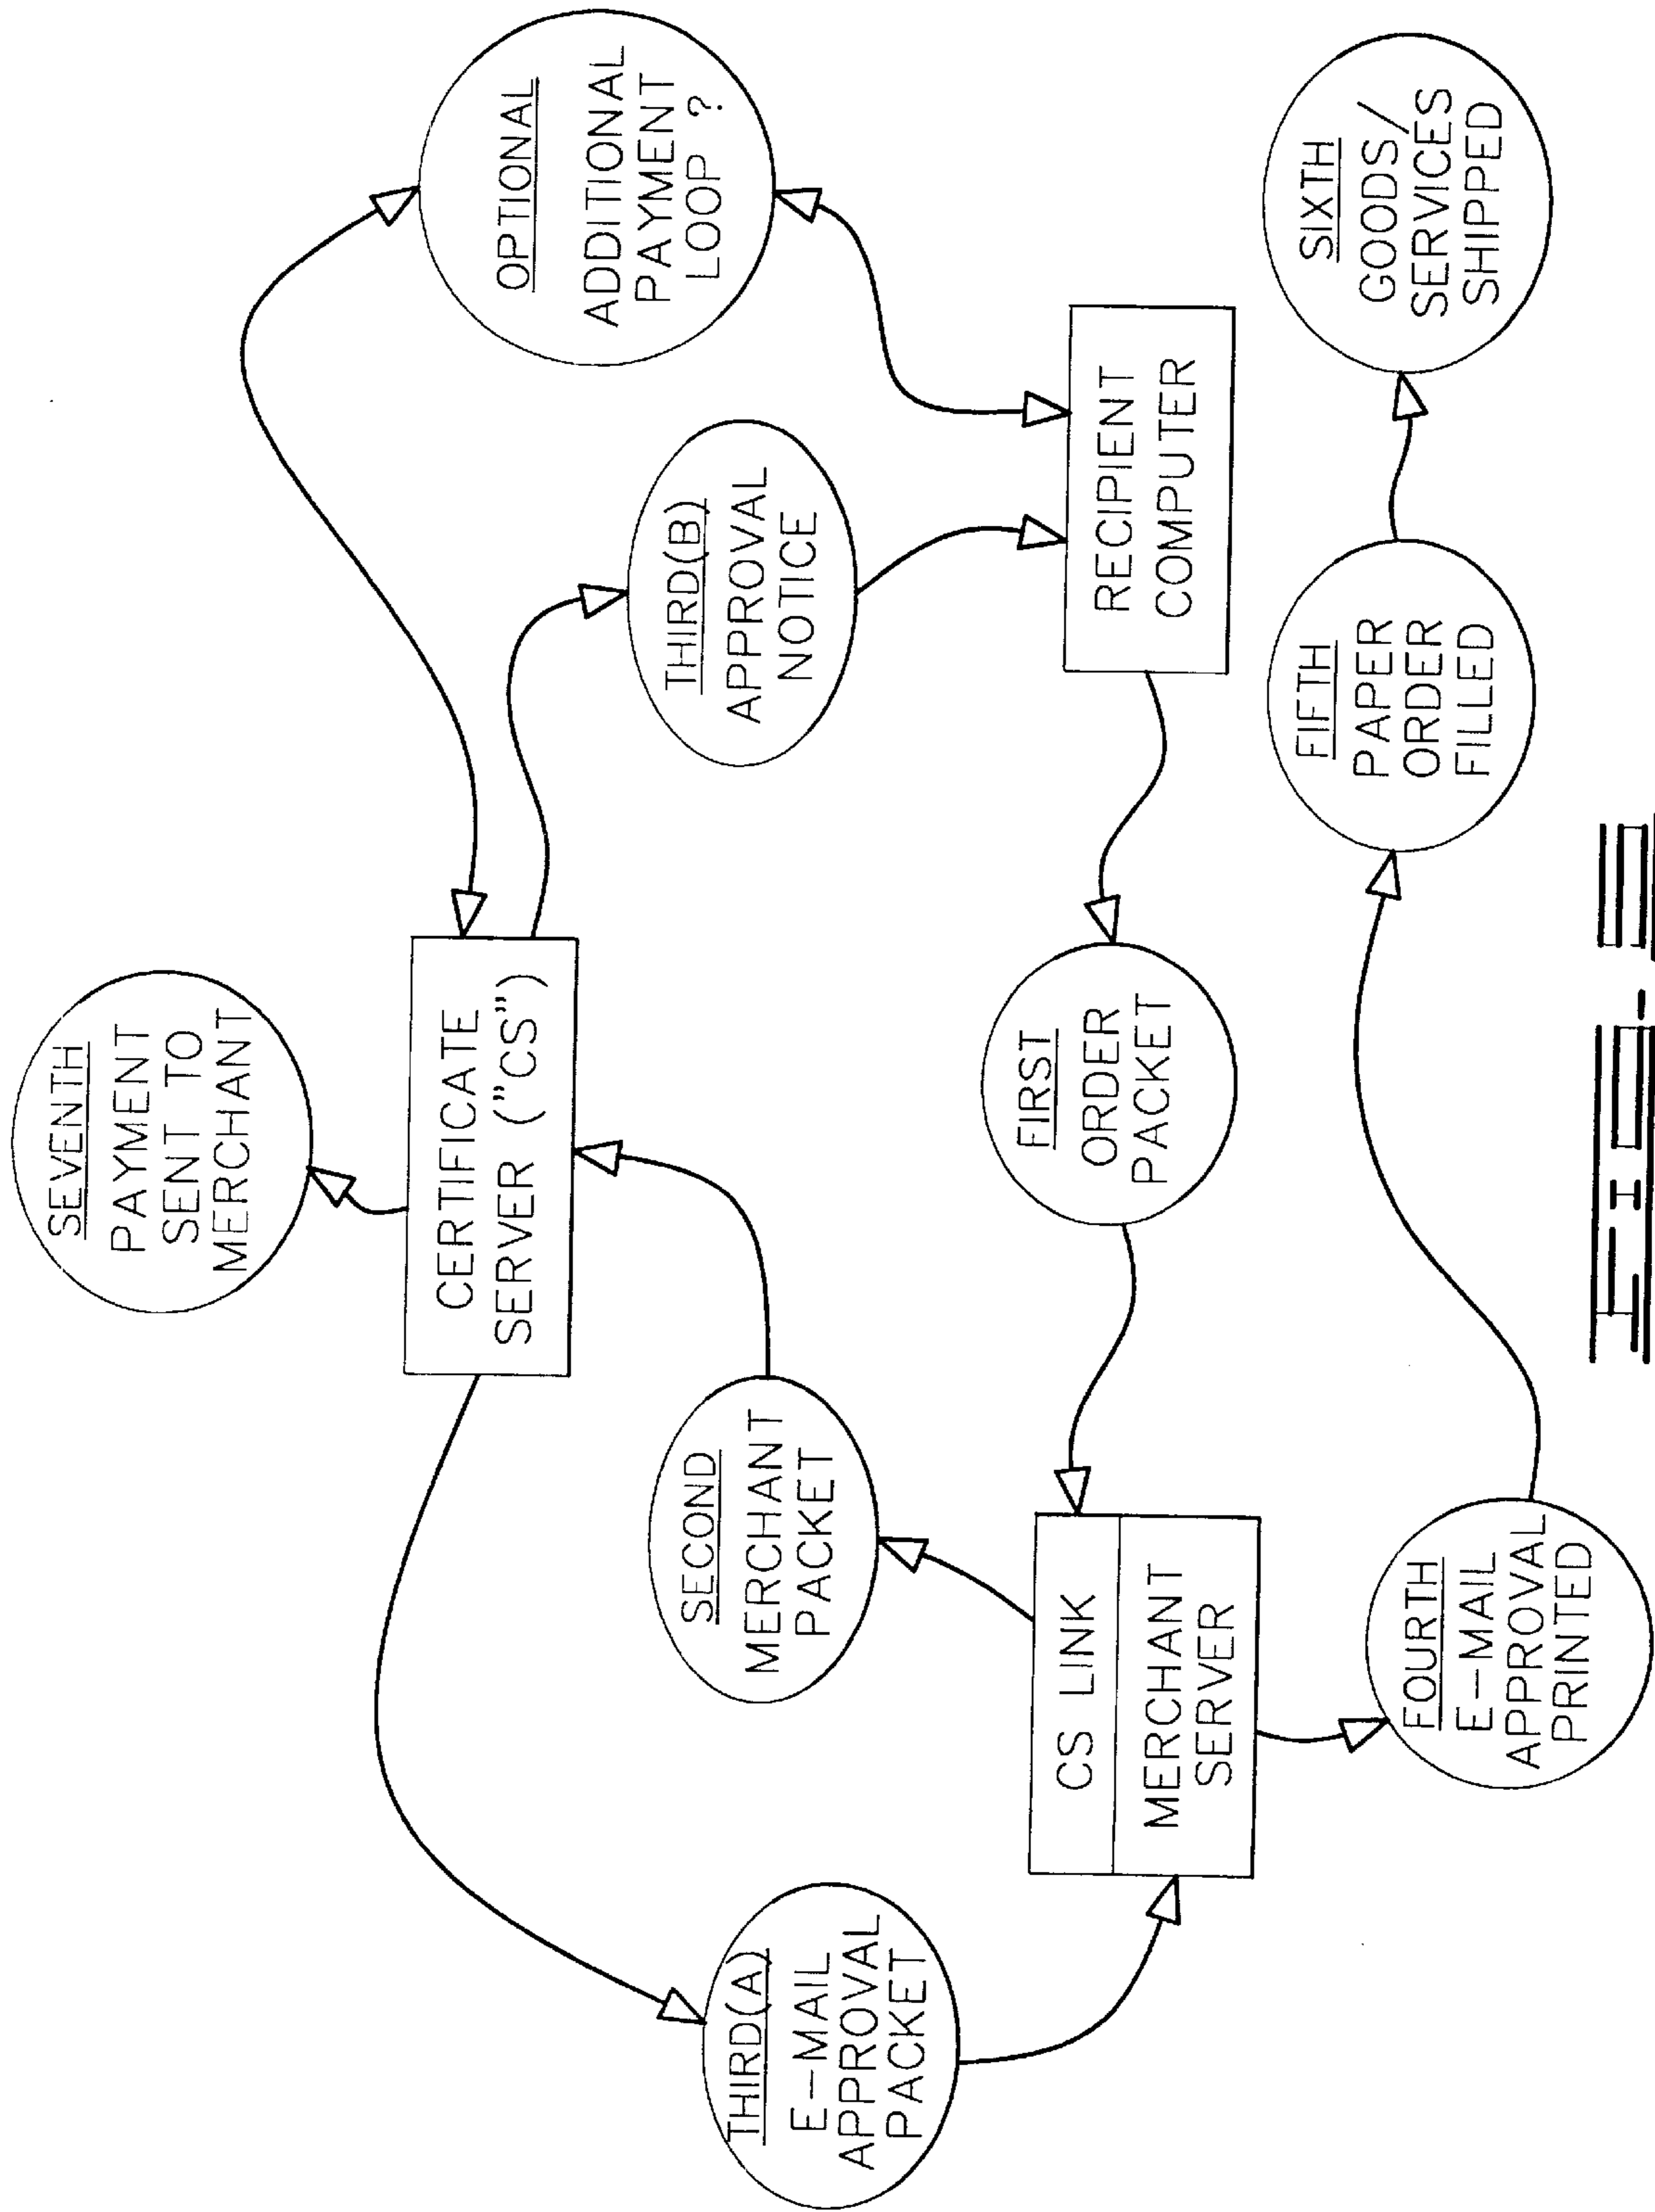 SEVENTH
PAYMENT
SENT TO
MERCHANT
CERTIFICATE
SERVER ("CS")
OPTIONAL
ADDITIONAL
PAYMENT
LOOP ?
THIRD(A)
E-MAIL
APPROVAL
PACKET
SECOND
MERCHANT
PACKET
THIRD(B)
APPROVAL
NOTICE
CS LINK
MERCHANT
SERVER
FIRST
ORDER
PACKET
RECIPIENT
COMPUTER
FOURTH
E-MAIL
APPROVAL
PRINTED
FIFTH
PAPER
ORDER
FILLED
SIXTH
GOODS/
SERVICES
SHIPPED